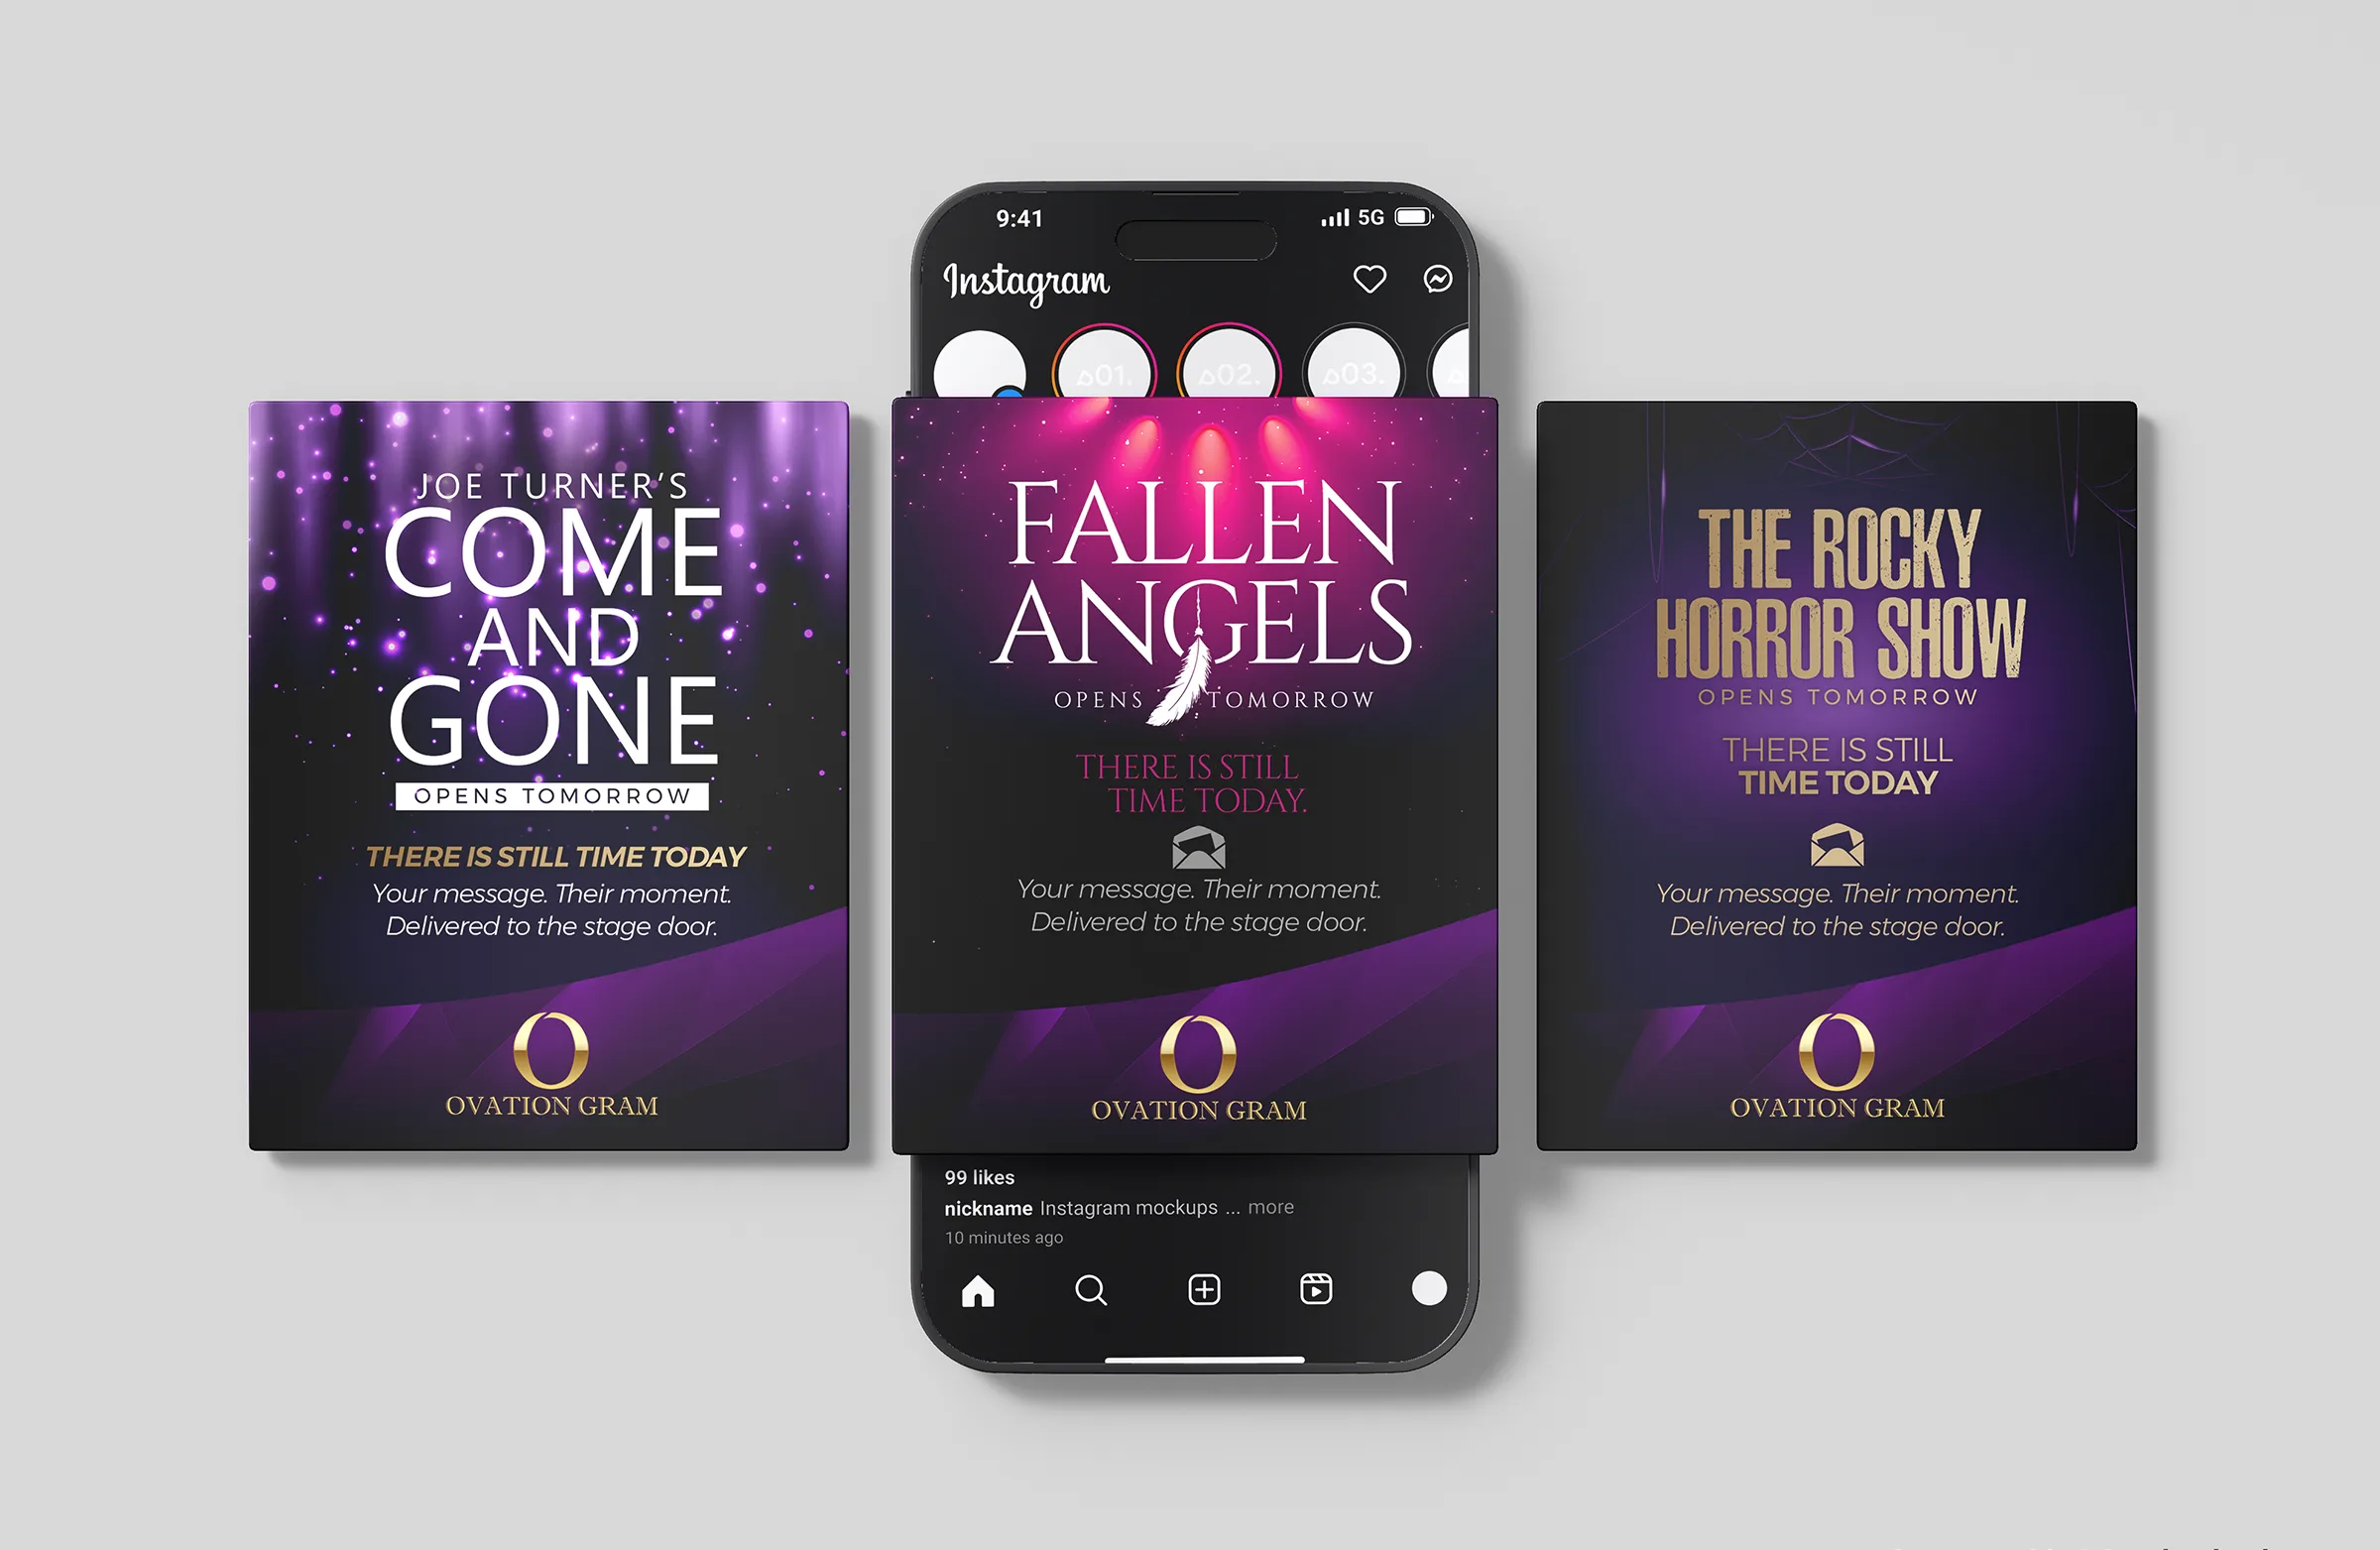 9:41
5G
Instagram
01.
02.
03.
JOE TURNER'S
COME
AND
GONE
OPENS TOMORROW
THERE IS STILL TIME TODAY
Your message. Their moment.
Delivered to the stage door.
OVATION GRAM
FALLEN
ANGELS
OPENS TOMORROW
THERE IS STILL
TIME TODAY.
Your message. Their moment.
Delivered to the stage door.
OVATION GRAM
THE ROCKY
HORROR SHOW
OPENS TOMORROW
THERE IS STILL
TIME TODAY
Your message. Their moment.
Delivered to the stage door.
OVATION GRAM
99 likes
nickname Instagram mockups ... more
10 minutes ago